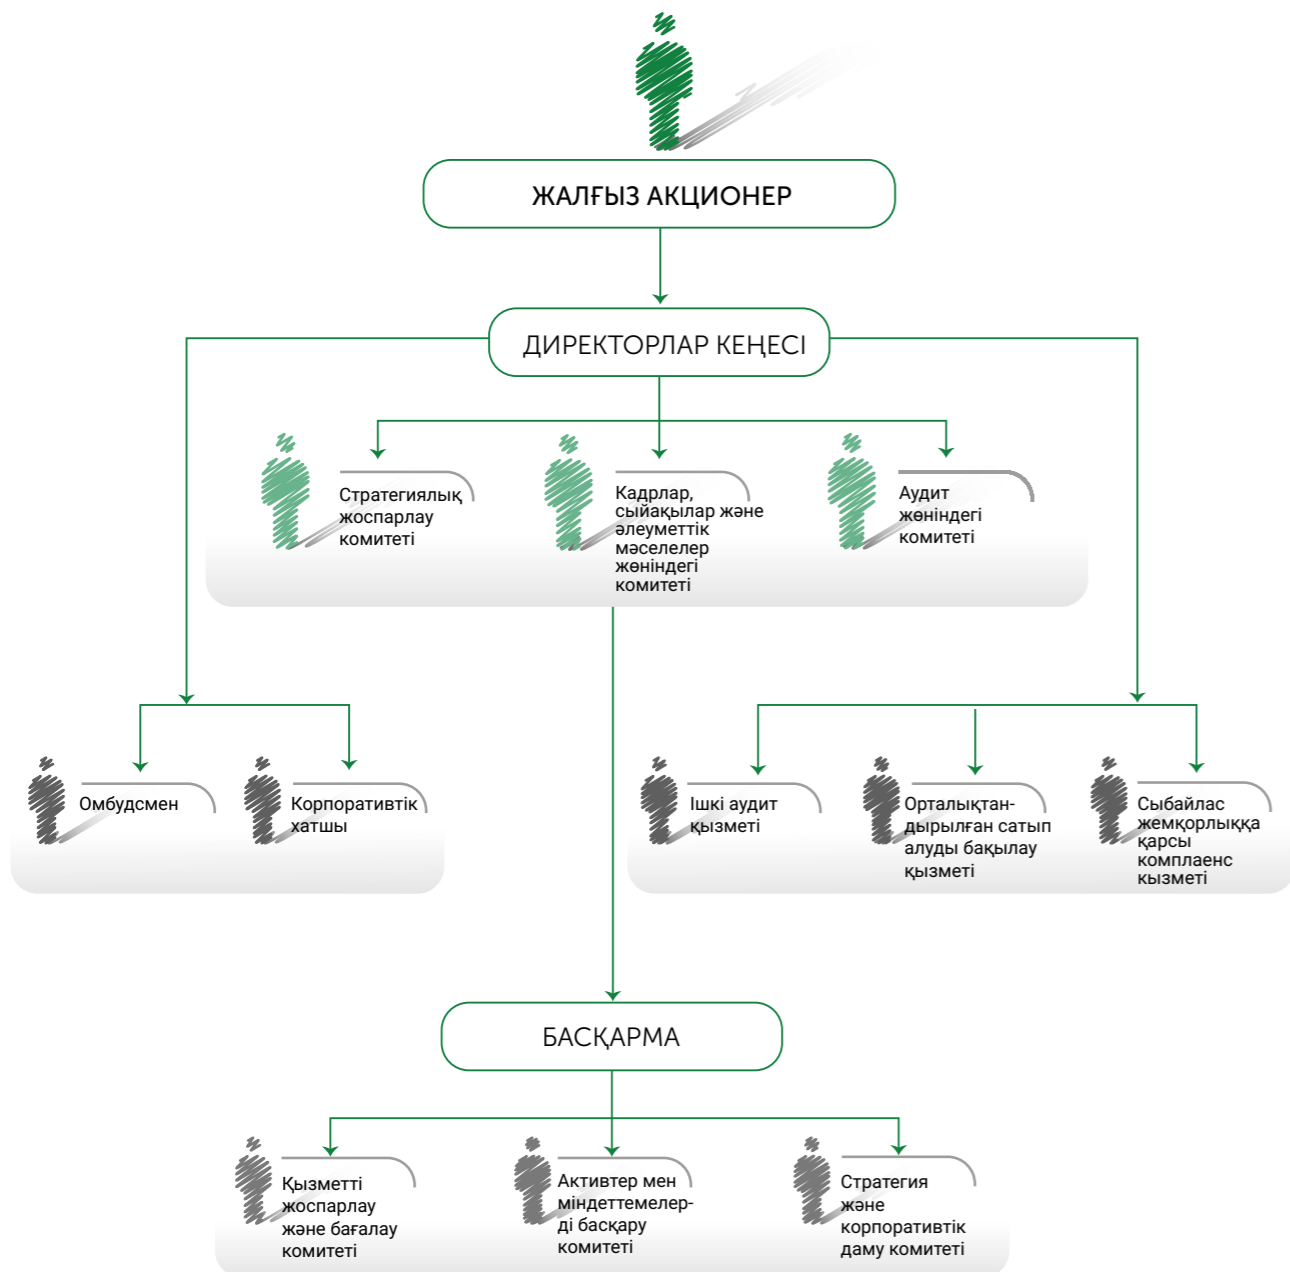 ЖАЛҒЫЗ АКЦИОНЕР
ДИРЕКТОРЛАР КЕҢЕСІ
Стратегиялық
жоспарлау
комитеті
Кадрлар,
сыйақылар және
әлеуметтік
мәселелер
жөніндегі
комитеті
Аудит
жөніндегі
комитеті
Омбудсмен
Корпоративтік
хатшы
Ішкі аудит
қызметі
Орталықтан-
дырылған сатып
алуды бақылау
қызметі
Сыбайлас
жемқорлыққа
қарсы
комплаенс
кызметі
БАСҚАРМА
Қызметті
жоспарлау
және бағалау
комитеті
Активтер мен
міндеттемелер-
ді басқару
комитеті
Стратегия
және
корпоративтік
даму комитеті